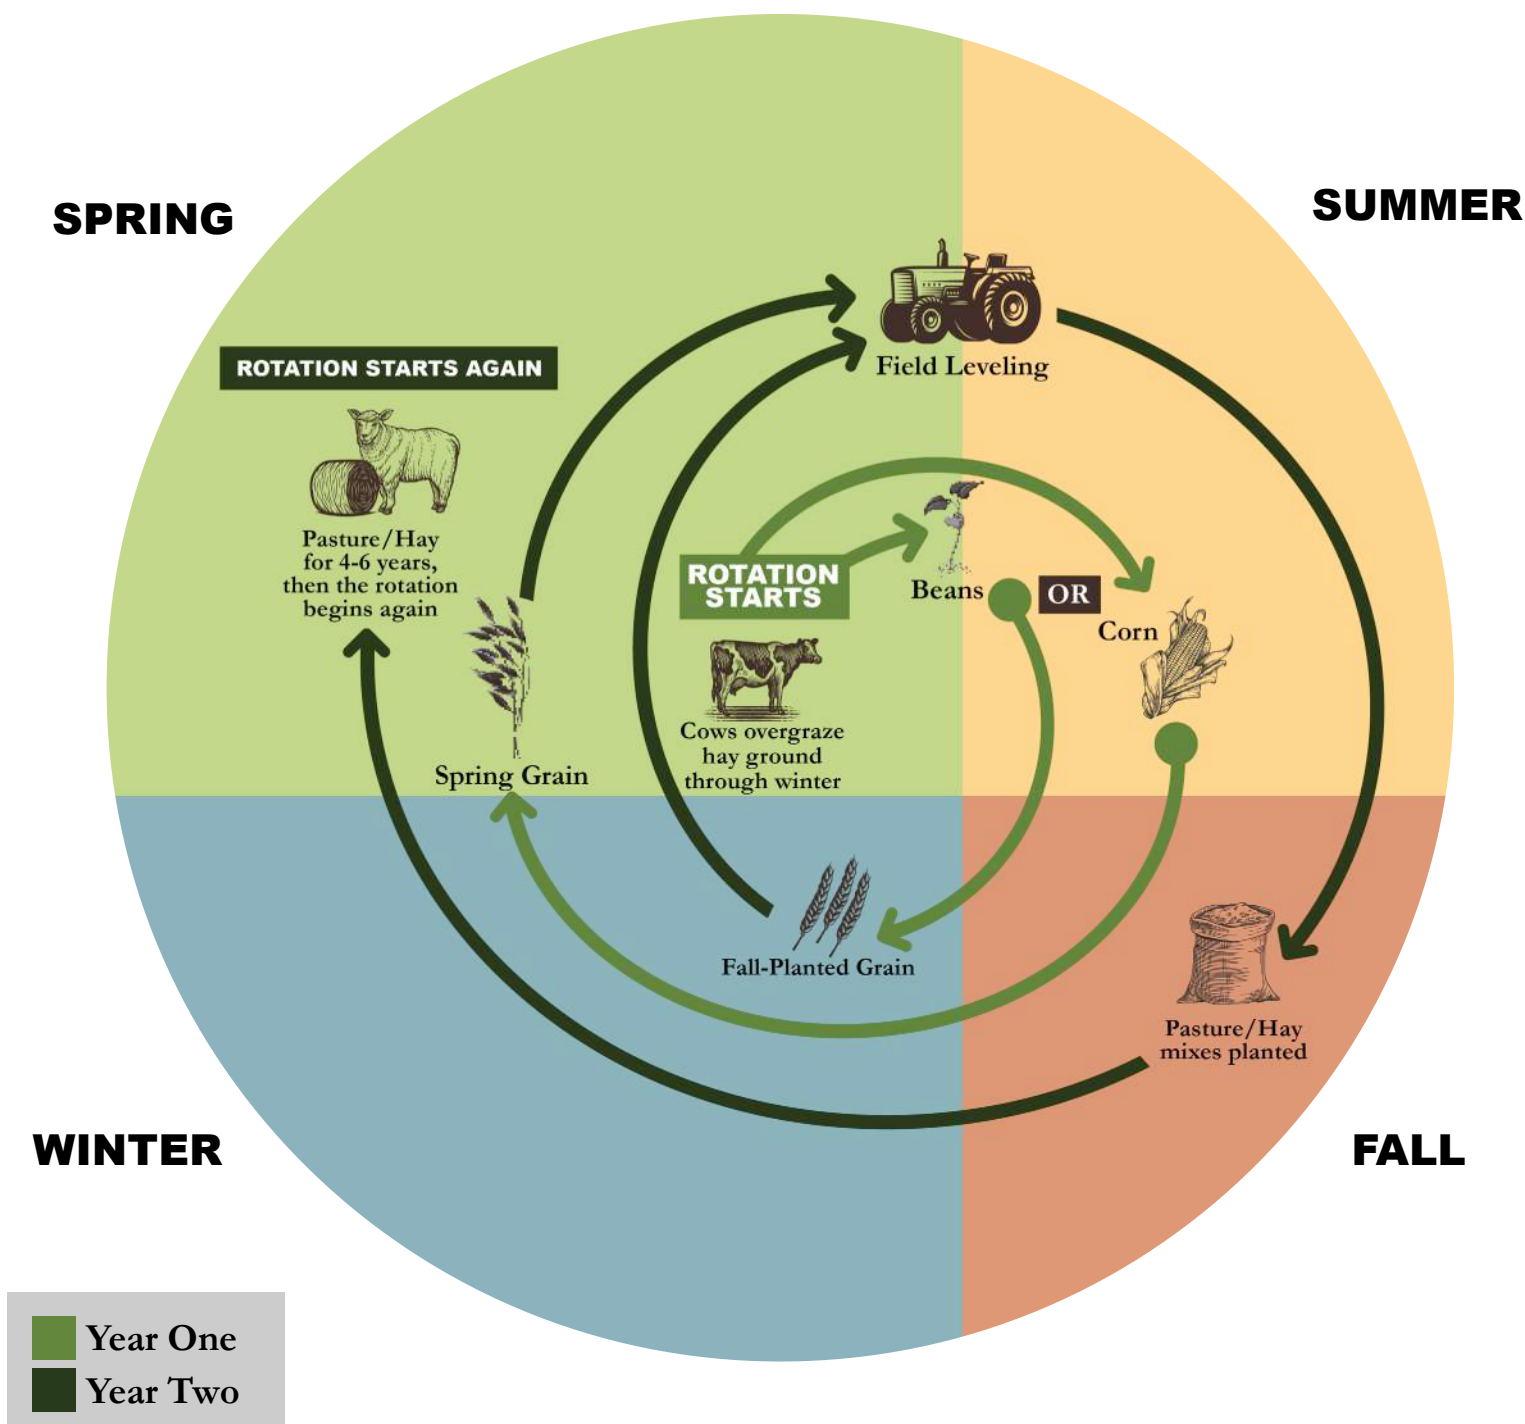 SPRING
SUMMER
Field Leveling
ROTATION STARTS AGAIN
Pasture/Hay
for 4-6 years,
then the rotation
begins again
ROTATION
STARTS
Beans
OR
Corn
Cows overgraze
hay ground
through winter
Spring Grain
Fall-Planted Grain
Pasture/Hay
mixes planted
WINTER
FALL
Year One
Year Two